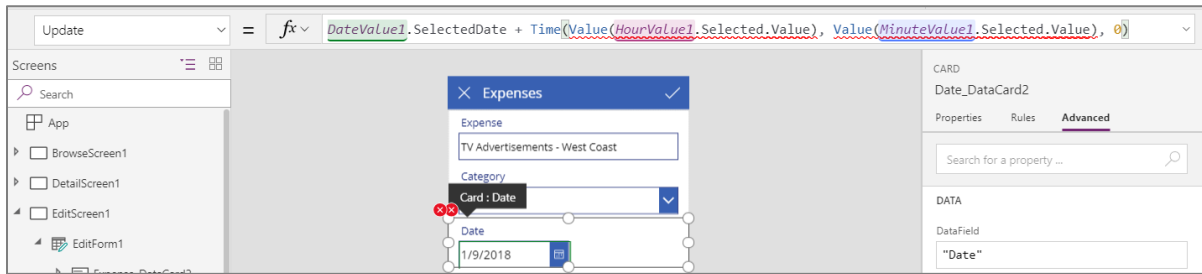 Update = fx DateValue1.SelectedDate + Time(Value(HourValue1.Selected.Value), Value(MinuteValue1.Selected.Value), 0)
Screens
Search
App
BrowseScreen1
DetailScreen1
EditScreen1
EditForm1
Expenses
Expense
TV Advertisements - West Coast
Category
Card : Date
Date
1/9/2018
CARD
Date_DataCard2
Properties Rules Advanced
Search for a property ...
DATA
DataField
"Date"